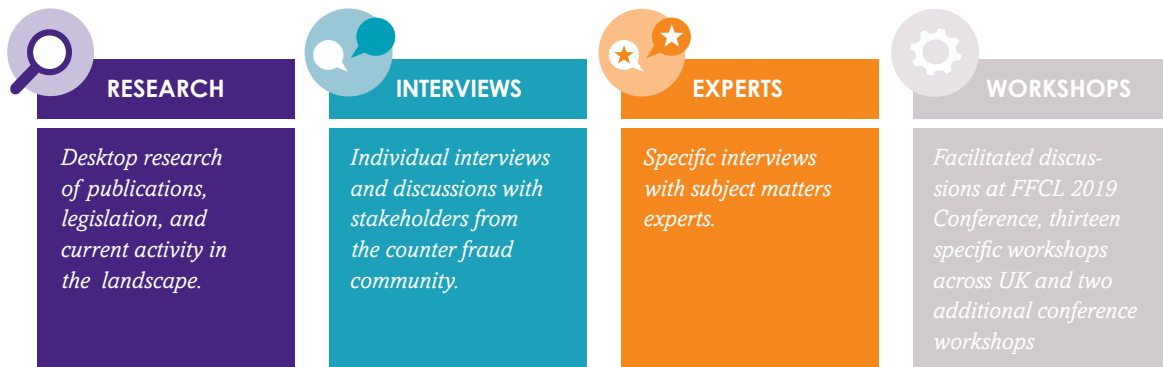 RESEARCH
Desktop research
of publications,
legislation, and
current activity in
the landscape.
INTERVIEWS
Individual interviews
and discussions with
stakeholders from
the counter fraud
community.
EXPERTS
Specific interviews
with subject matters
experts.
WORKSHOPS
Facilitated discus-
sions at FFCL 2019
Conference, thirteen
specific workshops
across UK and two
additional conference
workshops